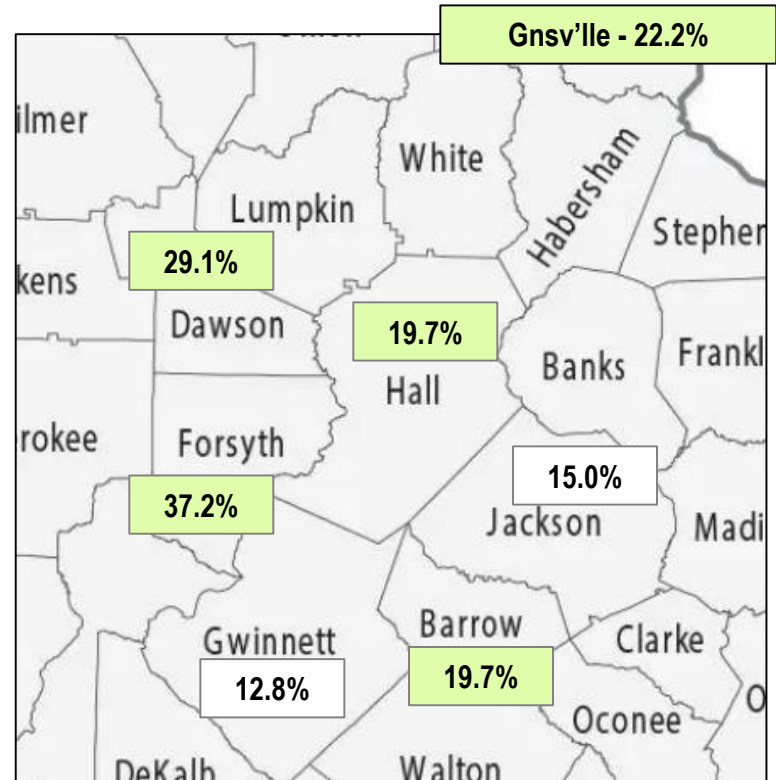 Gnsv'lle - 22.2%
ilmer
White
Habersham
Lumpkin
Stepher
29.1%
kens
Dawson
19.7%
Banks
Frankl
Hall
rokee
Forsyth
15.0%
37.2%
Jackson
Madi
Barrow
Clarke
Gwinnett
19.7%
12.8%
O
Oconee
DeKalb
Walton